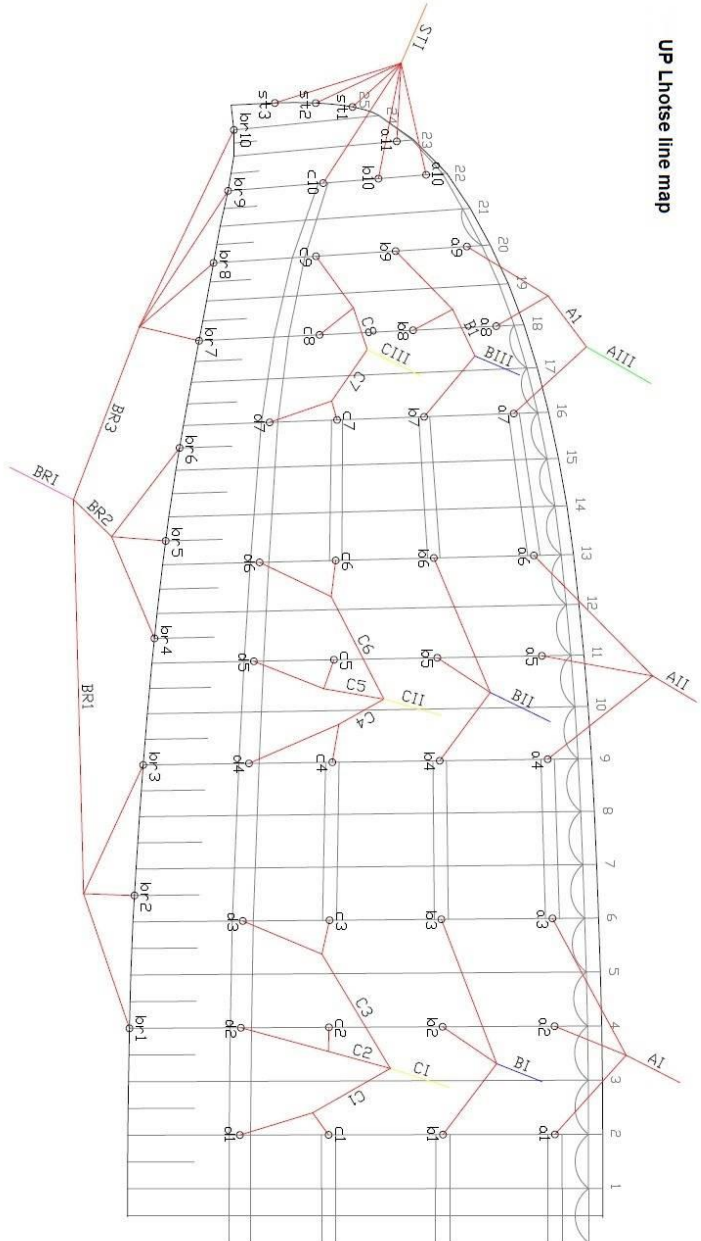 UP Lhotse line map
STI
st3
st2
st1
25
24
23
22
21
20
19
18
17
16
15
14
13
12
11
10
9
8
7
6
5
4
3
2
1
a11
a10
b10
c10
br10
br9
br8
br7
br6
br5
br4
br3
br2
br1
a9
b9
c9
a8
b8
c8
A1
AIII
B1
BIII
C8
CIII
C7
a7
b7
c7
d7
BR3
BRI
BR2
BR1
a6
b6
c6
d6
a5
b5
c5
d5
C6
C5
CII
C4
BII
AII
a4
b4
c4
d4
a3
b3
c3
d3
a2
b2
c2
d2
C3
C2
CI
C1
BI
AI
a1
b1
c1
d1